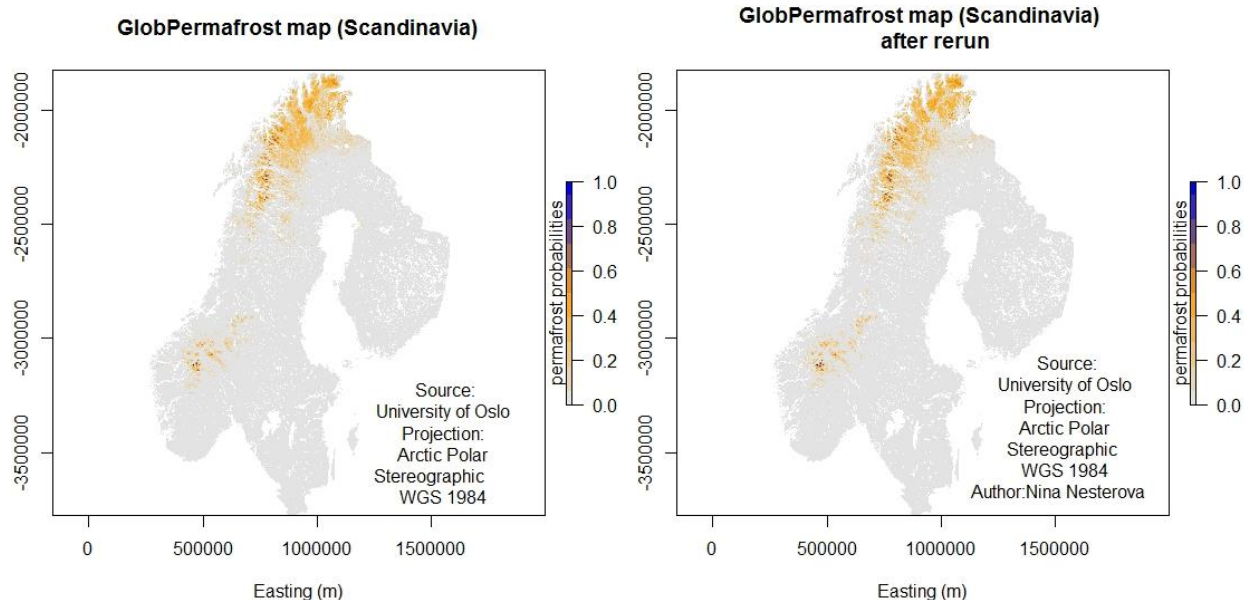 GlobPermafrost map (Scandinavia)
-2000000
-2500000
-3000000
-3500000
0
500000
1000000
1500000
Easting (m)
permafrost probabilities
1.0
0.8
0.6
0.4
0.2
0.0
Source:
University of Oslo
Projection:
Arctic Polar
Stereographic
WGS 1984
GlobPermafrost map (Scandinavia)
after rerun
-2000000
-2500000
-3000000
-3500000
0
500000
1000000
1500000
Easting (m)
permafrost probabilities
1.0
0.8
0.6
0.4
0.2
0.0
Source:
University of Oslo
Projection:
Arctic Polar
Stereographic
WGS 1984
Author:Nina Nesterova